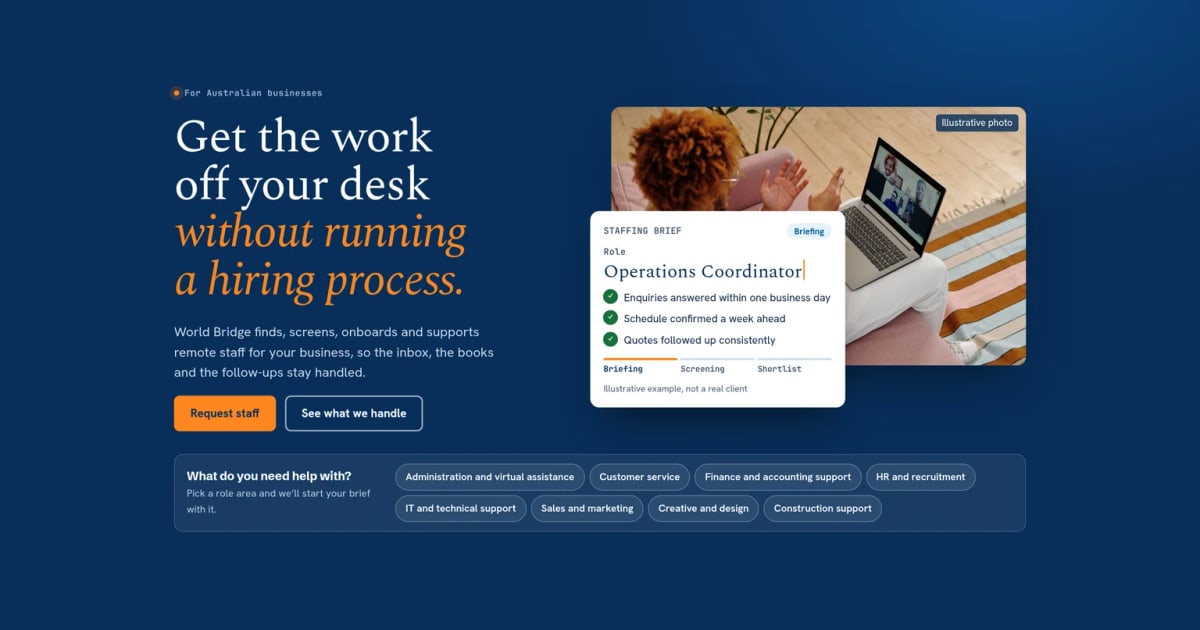 For Australian businesses
Get the work
off your desk
without running
a hiring process.
World Bridge finds, screens, onboards and supports
remote staff for your business, so the inbox, the books
and the follow-ups stay handled.
Request staff
See what we handle
Illustrative photo
STAFFING BRIEF
Briefing
Role
Operations Coordinator
Enquiries answered within one business day
Schedule confirmed a week ahead
Quotes followed up consistently
Briefing
Screening
Shortlist
Illustrative example, not a real client
What do you need help with?
Pick a role area and we'll start your brief
with it.
Administration and virtual assistance
Customer service
Finance and accounting support
HR and recruitment
IT and technical support
Sales and marketing
Creative and design
Construction support